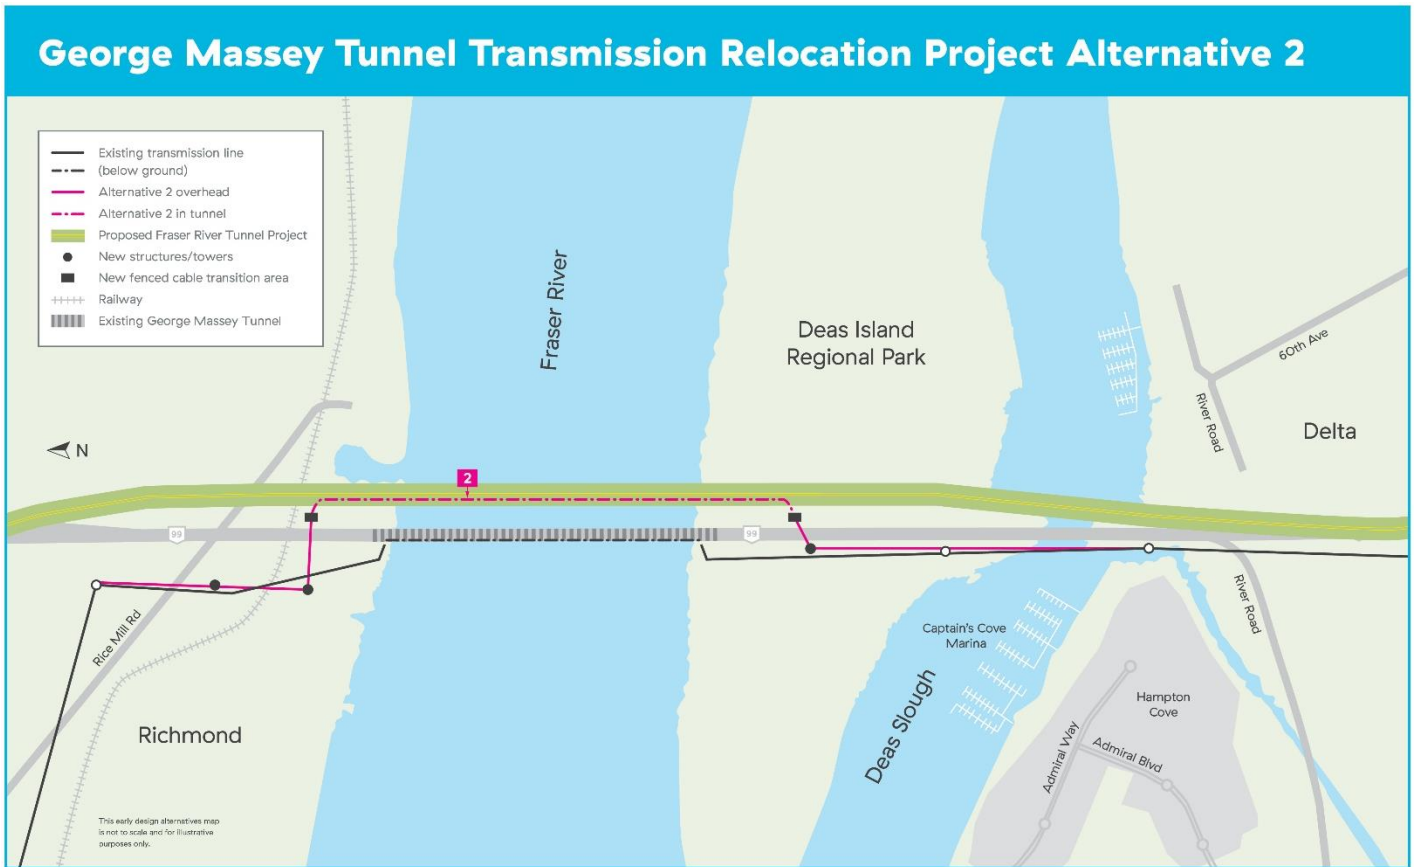 George Massey Tunnel Transmission Relocation Project Alternative 2
Existing transmission line
(below ground)
Alternative 2 overhead
Alternative 2 in tunnel
Proposed Fraser River Tunnel Project
New structures/towers
New fenced cable transition area
Railway
Existing George Massey Tunnel
Fraser River
Deas Island
Regional Park
60th Ave
River Road
Delta
N
2
99
99
Rice Mill Rd
River Road
Captain's Cove
Marina
Deas Slough
Hampton
Cove
Admiral Way
Admiral Blvd
Richmond
This early design alternatives map
is not to scale and for illustrative
purposes only.